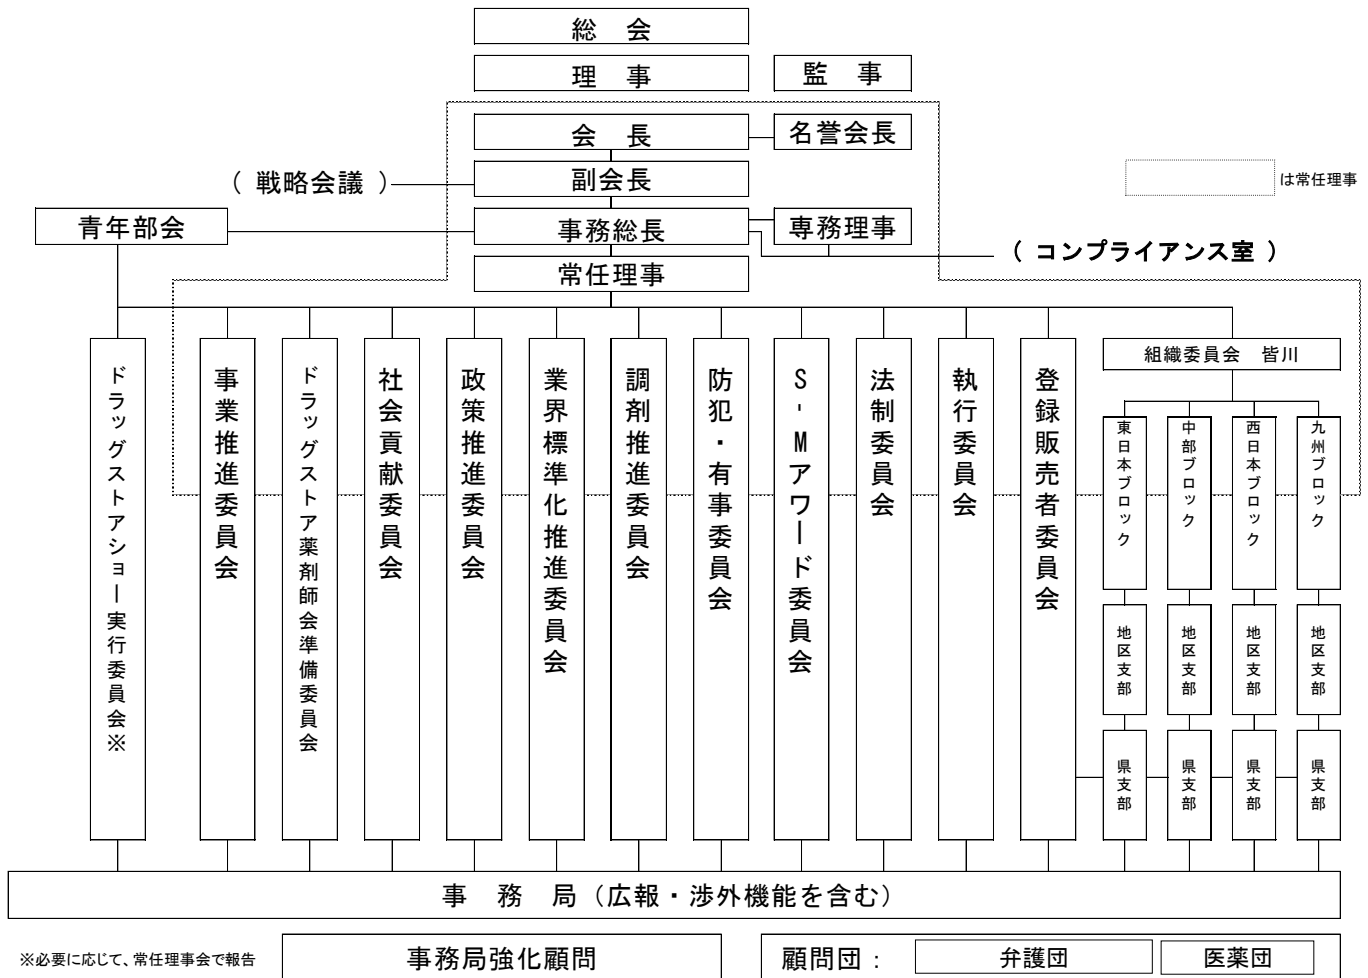 総　会
理　事
監　事
会　長
名誉会長
（ 戦略会議 ）
副会長
は常任理事
青年部会
事務総長
専務理事
（ コンプライアンス室 ）
常任理事
ドラッグストアショー実行委員会※
事業推進委員会
ドラッグストア薬剤師会準備委員会
社会貢献委員会
政策推進委員会
業界標準化推進委員会
調剤推進委員会
防犯・有事委員会
S'Mアワード委員会
法制委員会
執行委員会
登録販売者委員会
組織委員会　皆川
東日本ブロック
中部ブロック
西日本ブロック
九州ブロック
地区支部
地区支部
地区支部
地区支部
県支部
県支部
県支部
県支部
事　務　局（広報・渉外機能を含む）
※必要に応じて、常任理事会で報告
事務局強化顧問
顧問団：
弁護団
医薬団